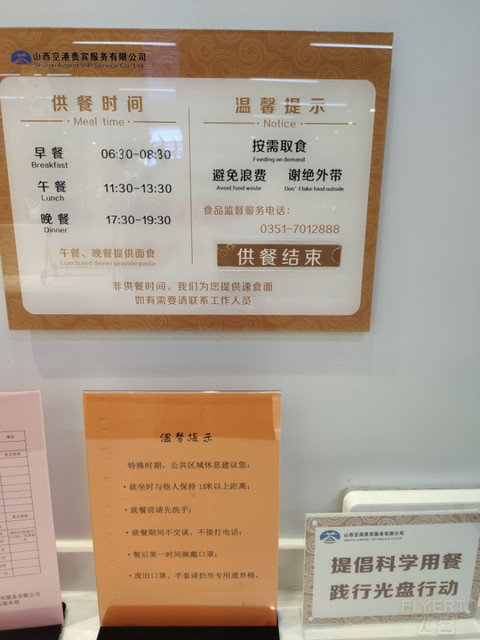 山西空港贵宾服务有限公司
Shanxi Airport VIP Service Co. Ltd
供餐时间
Meal time
早餐 06:30-08:30
Breakfast
午餐 11:30-13:30
Lunch
晚餐 17:30-19:30
Dinner
午餐、晚餐提供面食
Lunch and dinner provide pasta
温馨提示
Notice
按需取食
Feeding on demand
避免浪费 谢绝外带
Avoid food waste Don't take food outside
食品监督服务电话:
0351-7012888
供餐结束
非供餐时间,我们为您提供速食面
如有需要请联系工作人员
温馨提示
特殊时期,公共区域休息建议您:
·就坐时与他人保持1米以上距离;
·就餐前请先洗手;
·就餐期间不交谈、不接打电话;
·餐后第一时间佩戴口罩;
·废旧口罩、手套请扔至专用遗弃桶。
山西空港贵宾服务有限公司
提倡科学用餐
践行光盘行动
FLYERT